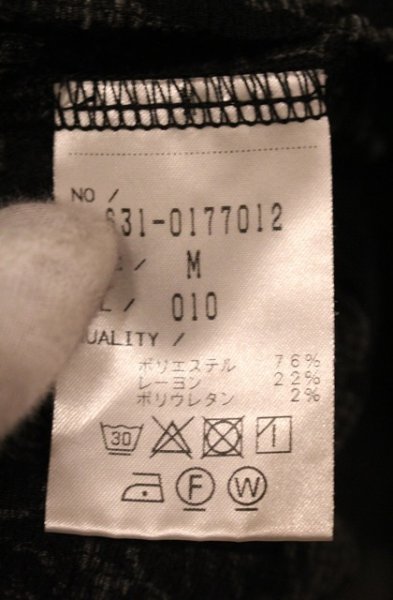 NO /
631-0177012
/ M
/ 010
QUALITY /
ポリエステル 76%
レーヨン 22%
ポリウレタン 2%
30
F W